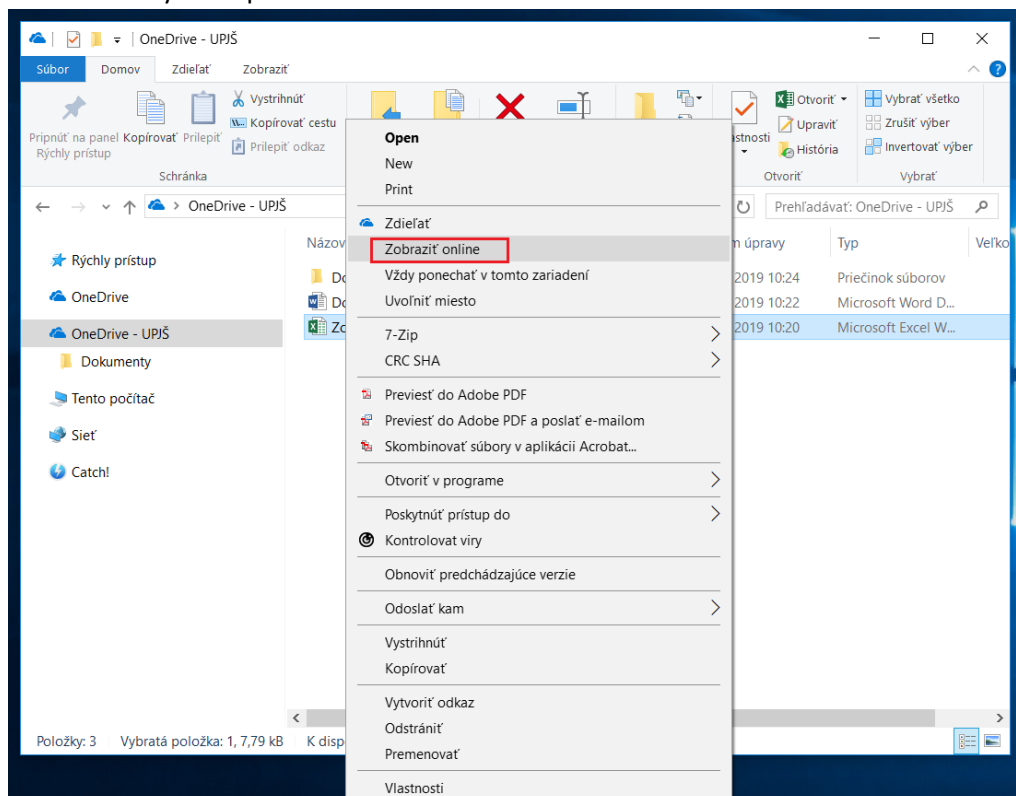 OneDrive - UPJŠ
Súbor Domov Zdieľať Zobraziť
Pripnúť na panel Rýchly prístup
Kopírovať
Prilepiť
Vystrihnúť
Kopírovať cestu
Prilepiť odkaz
Schránka
Otvoriť
Upraviť
História
Otvoriť
Vybrať všetko
Zrušiť výber
Invertovať výber
Vybrať
OneDrive - UPJŠ
Prehľadávať: OneDrive - UPJŠ
Typ
2019 10:24 Priečinok súborov
2019 10:22 Microsoft Word D...
2019 10:20 Microsoft Excel W...
Rýchly prístup
OneDrive
OneDrive - UPJŠ
Dokumenty
Tento počítač
Sieť
Catch!
Open
New
Print
Zdieľať
Zobraziť online
Vždy ponechať v tomto zariadení
Uvoľniť miesto
7-Zip
CRC SHA
Previesť do Adobe PDF
Previesť do Adobe PDF a poslať e-mailom
Skombinovať súbory v aplikácii Acrobat...
Otvoriť v programe
Poskytnúť prístup do
Kontrolovat viry
Obnoviť predchádzajúce verzie
Odoslať kam
Vystrihnúť
Kopírovať
Vytvoriť odkaz
Odstrániť
Premenovať
Vlastnosti
Položky: 3 Vybratá položka: 1, 7,79 kB